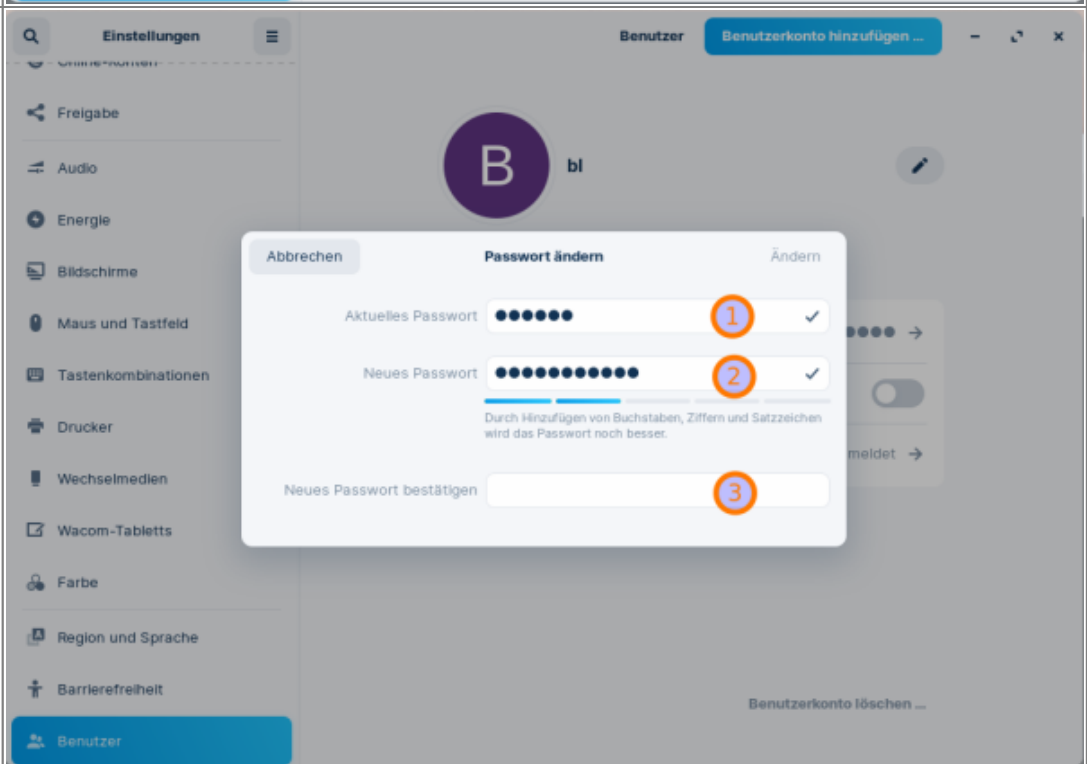 Einstellungen
Benutzer
Benutzerkonto hinzufügen ...
Online-Konten
Freigabe
Audio
Energie
Bildschirme
Maus und Tastfeld
Tastenkombinationen
Drucker
Wechselmedien
Wacom-Tabletts
Farbe
Region und Sprache
Barrierefreiheit
Benutzer
B
bl
Abbrechen
Passwort ändern
Ändern
Aktuelles Passwort ●●●●●● 1
Neues Passwort ●●●●●●●●●●● 2
Durch Hinzufügen von Buchstaben, Ziffern und Satzzeichen
wird das Passwort noch besser.
Neues Passwort bestätigen 3
meldet
Benutzerkonto löschen ...